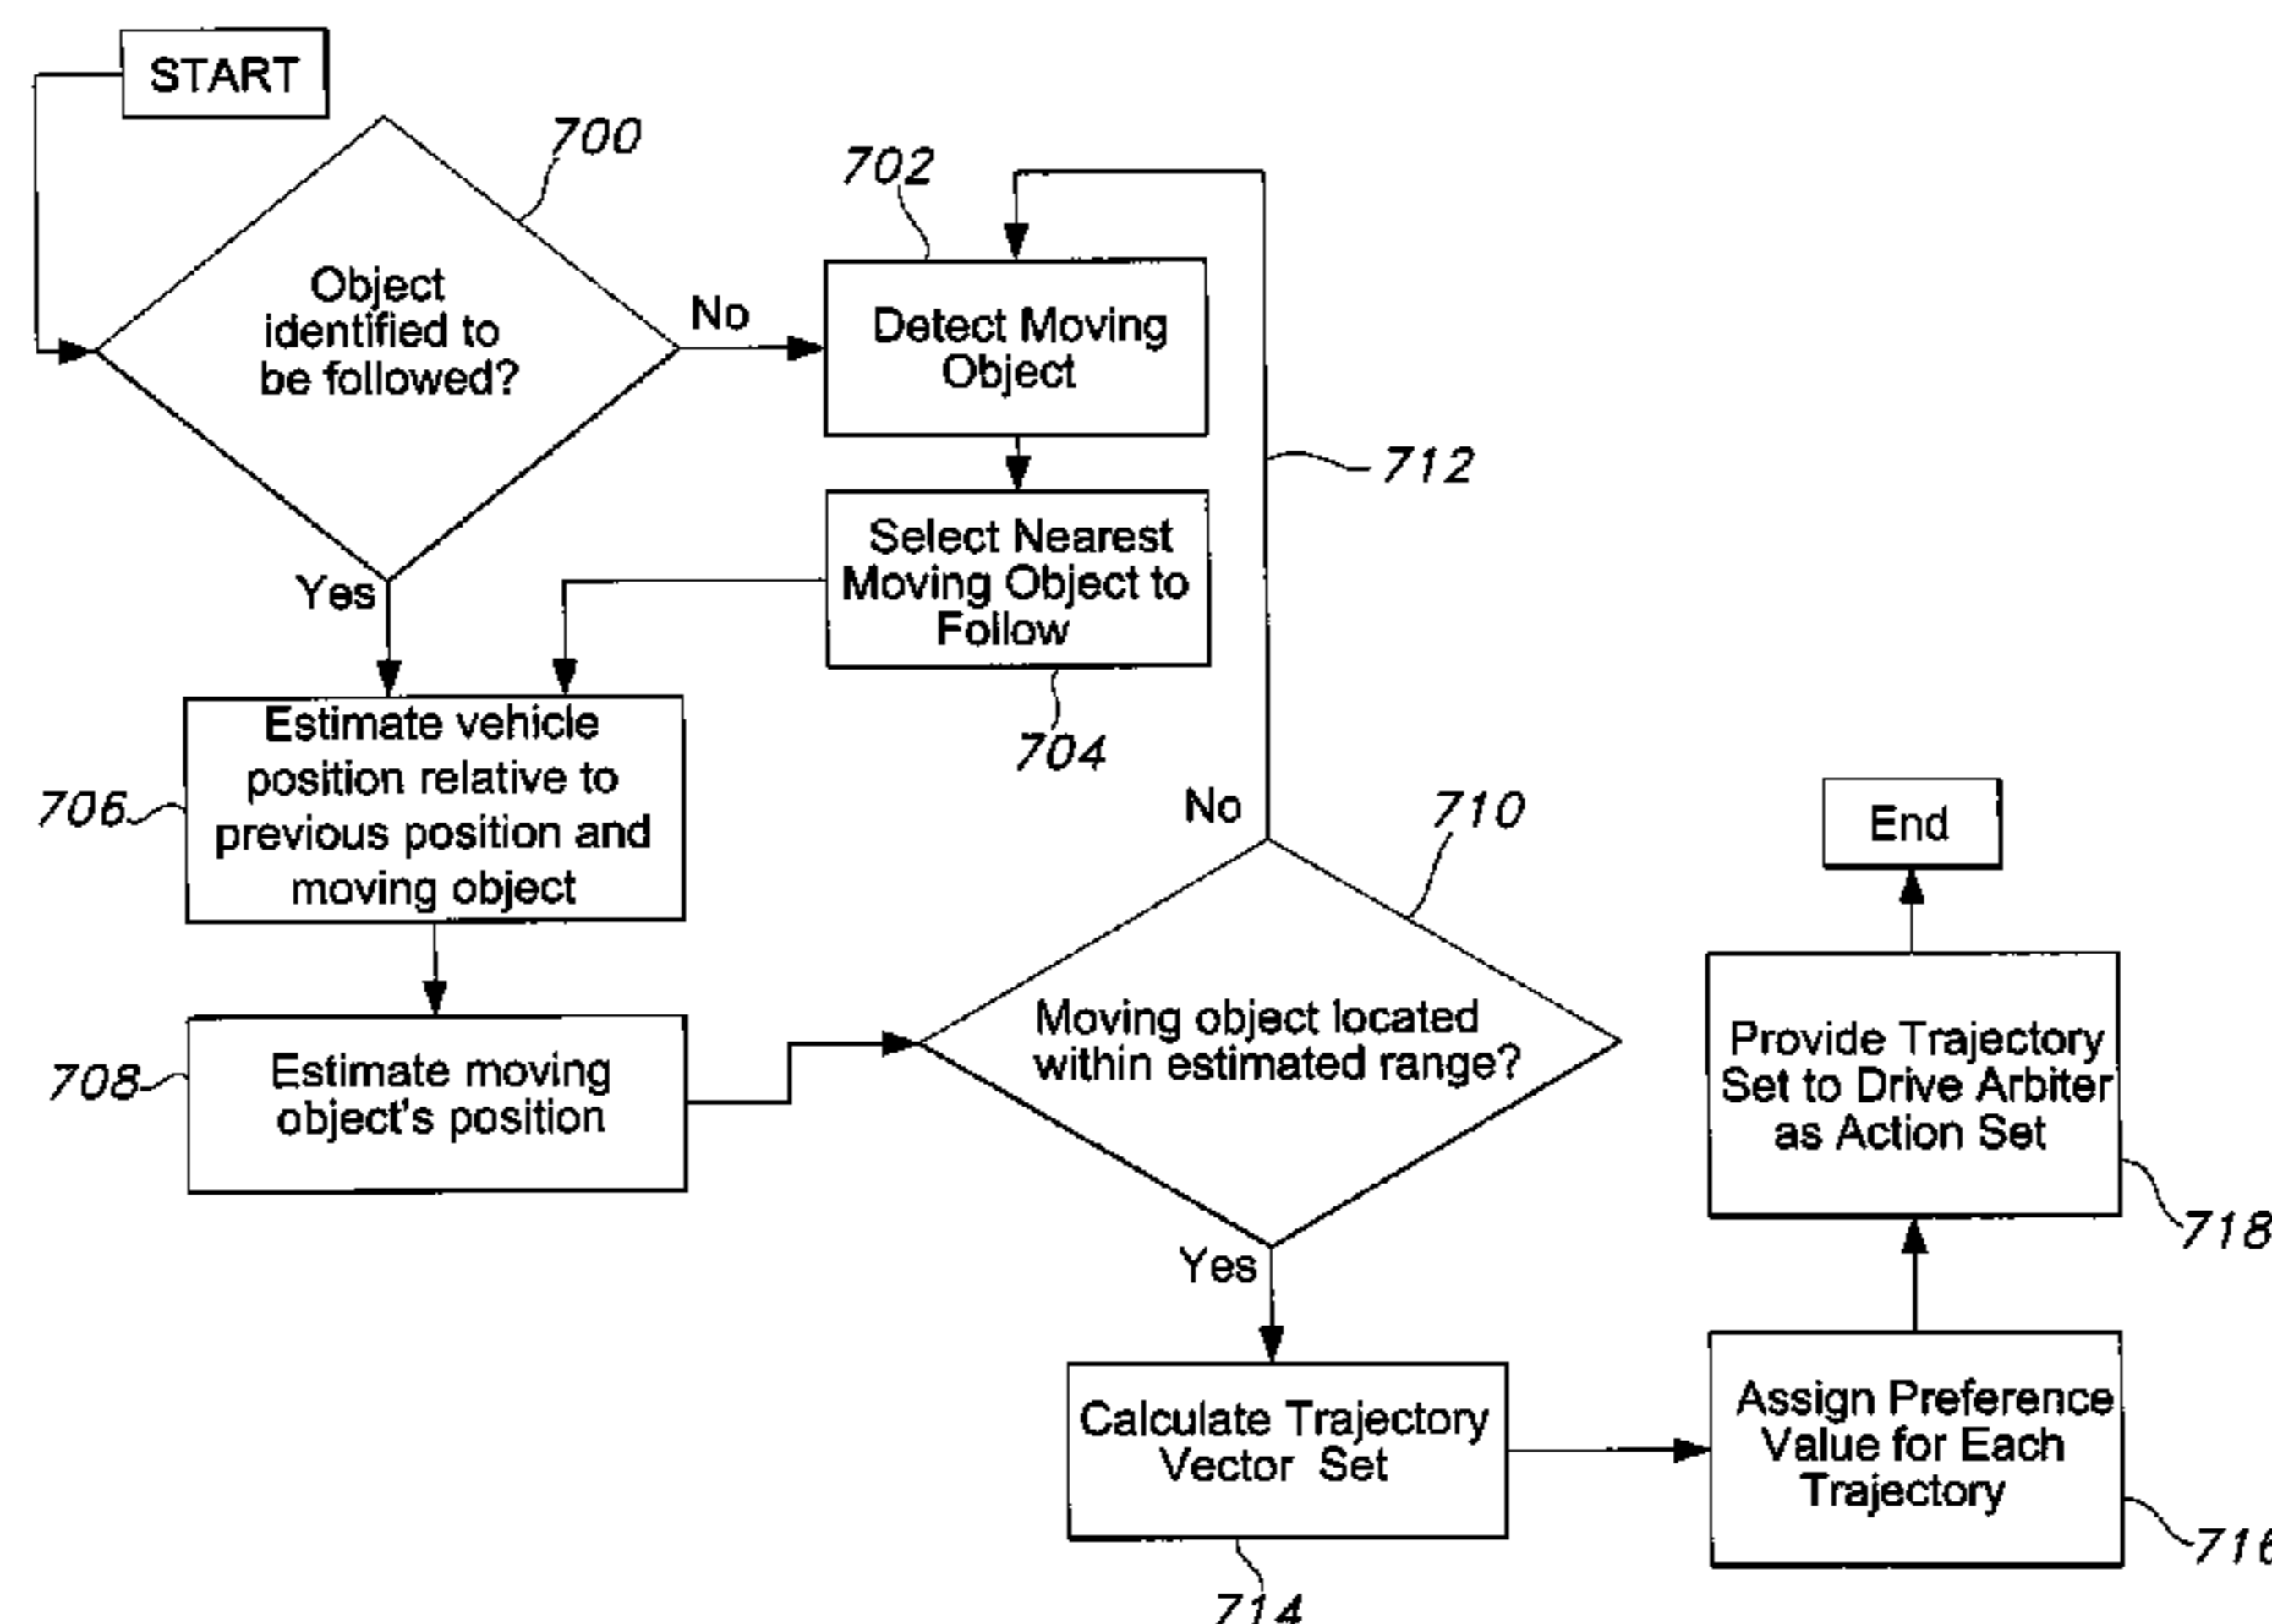 START
700
Object
identified to
be followed?
No
Yes
702
Detect Moving
Object
712
Select Nearest
Moving Object to
Follow
704
Estimate vehicle
position relative to
previous position and
moving object
706
Estimate moving
object's position
708
No
710
Moving object located
within estimated range?
Yes
Calculate Trajectory
Vector Set
714
Assign Preference
Value for Each
Trajectory
716
Provide Trajectory
Set to Drive Arbiter
as Action Set
718
End